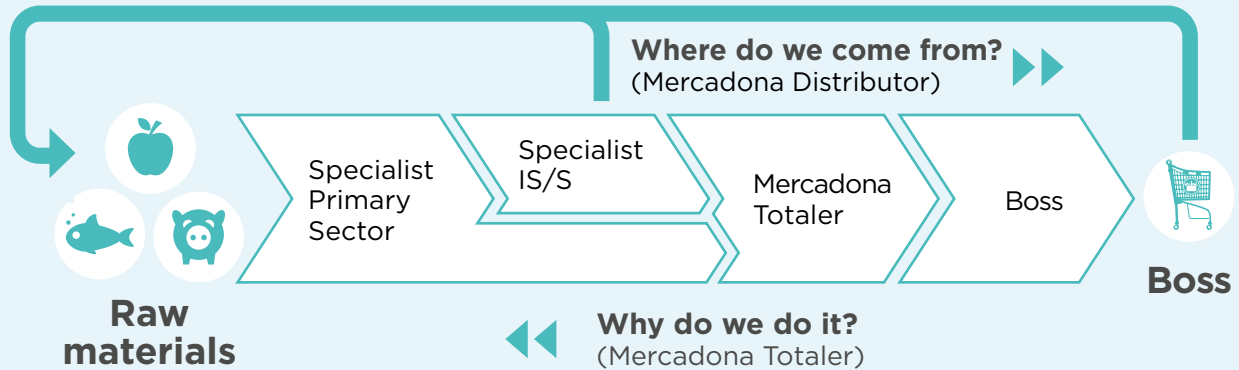 Where do we come from?
(Mercadona Distributor)
Specialist
Primary
Sector
Specialist
IS/S
Mercadona
Totaler
Boss
Raw
materials
Boss
Why do we do it?
(Mercadona Totaler)